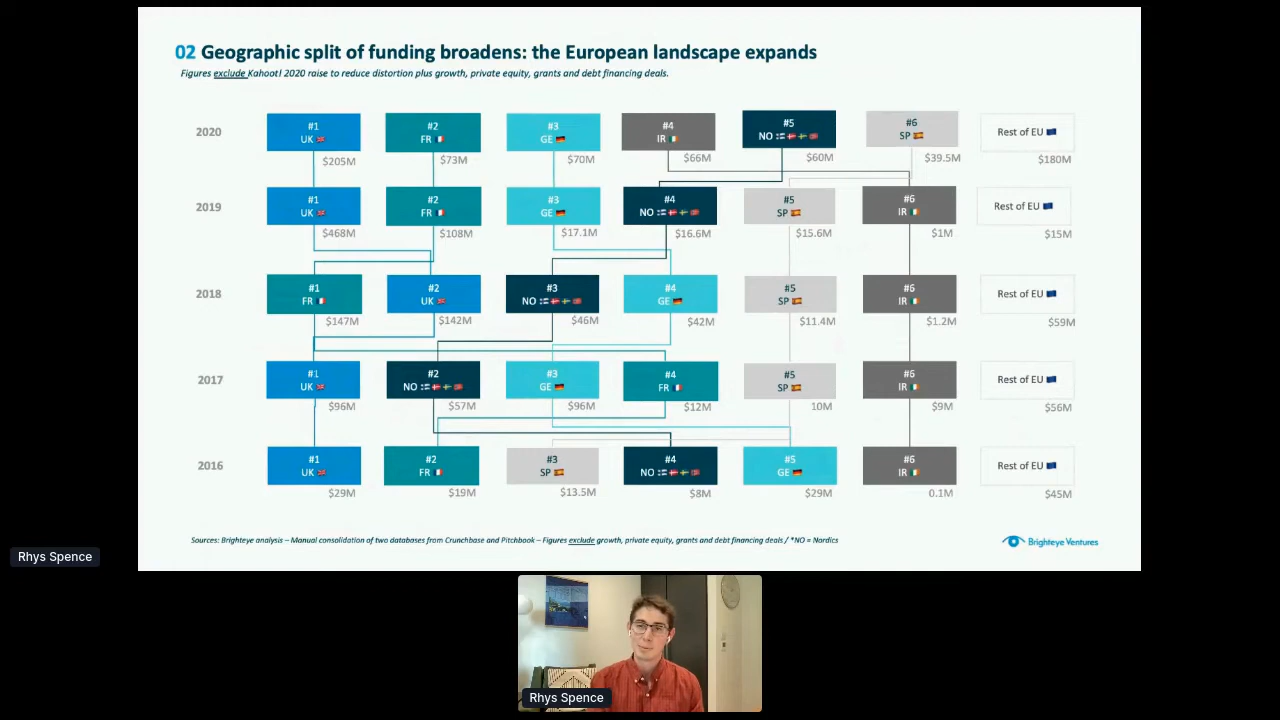 02 Geographic split of funding broadens: the European landscape expands
Figures exclude Kahoot! 2020 raise to reduce distortion plus growth, private equity, grants and debt financing deals.
2020
#1
UK
$205M
#2
FR
$73M
#3
GE
$70M
#4
IR
$66M
#5
NO
$60M
#6
SP
$39.5M
Rest of EU
$180M
2019
#1
UK
$468M
#2
FR
$108M
#3
GE
$17.1M
#4
NO
$16.6M
#5
SP
$15.6M
#6
IR
$1M
Rest of EU
$15M
2018
#1
FR
$147M
#2
UK
$142M
#3
NO
$46M
#4
GE
$42M
#5
SP
$11.4M
#6
IR
$1.2M
Rest of EU
$59M
2017
#1
UK
$96M
#2
NO
$57M
#3
GE
$96M
#4
FR
$12M
#5
SP
10M
#6
IR
$9M
Rest of EU
$56M
2016
#1
UK
$29M
#2
FR
$19M
#3
SP
$13.5M
#4
NO
$8M
#5
GE
$29M
#6
IR
0.1M
Rest of EU
$45M
Sources: Brighteye analysis – Manual consolidation of two databases from Crunchbase and Pitchbook – Figures exclude growth, private equity, grants and debt financing deals / *NO = Nordics
Brighteye Ventures
Rhys Spence
Rhys Spence